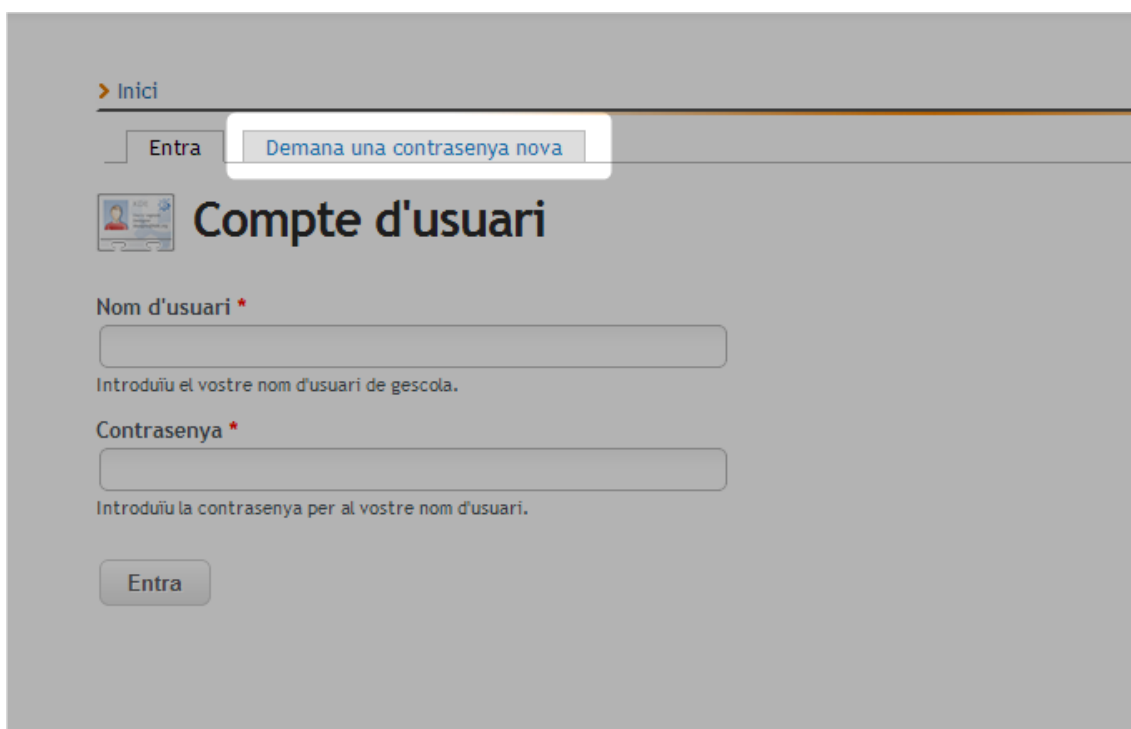 Inici
Entra
Demana una contrasenya nova
Compte d'usuari
Nom d'usuari *
Introduïu el vostre nom d'usuari de gescola.
Contrasenya *
Introduïu la contrasenya per al vostre nom d'usuari.
Entra